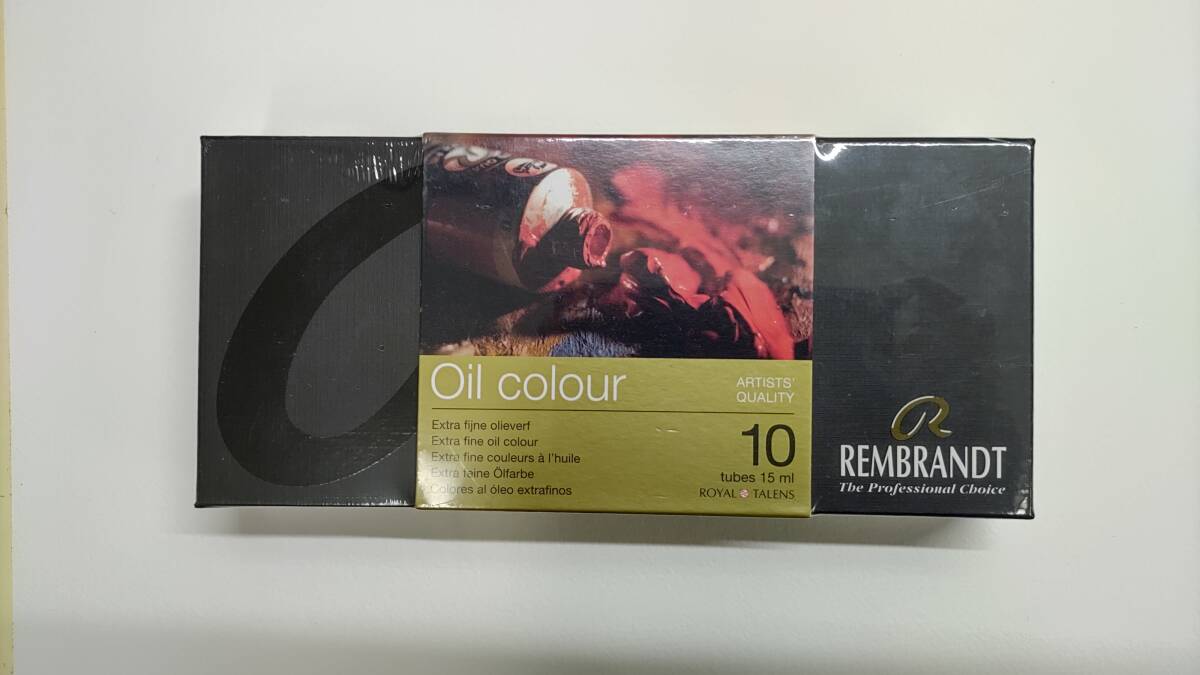 Oil colour
ARTISTS'
QUALITY
Extra fijne olieverf
Extra fine oil colour
Extra fine couleurs à l'huile
Extra feine Ölfarbe
Colores al óleo extrafinos
10
tubes 15 ml
ROYAL TALENS
R
REMBRANDT
The Professional Choice